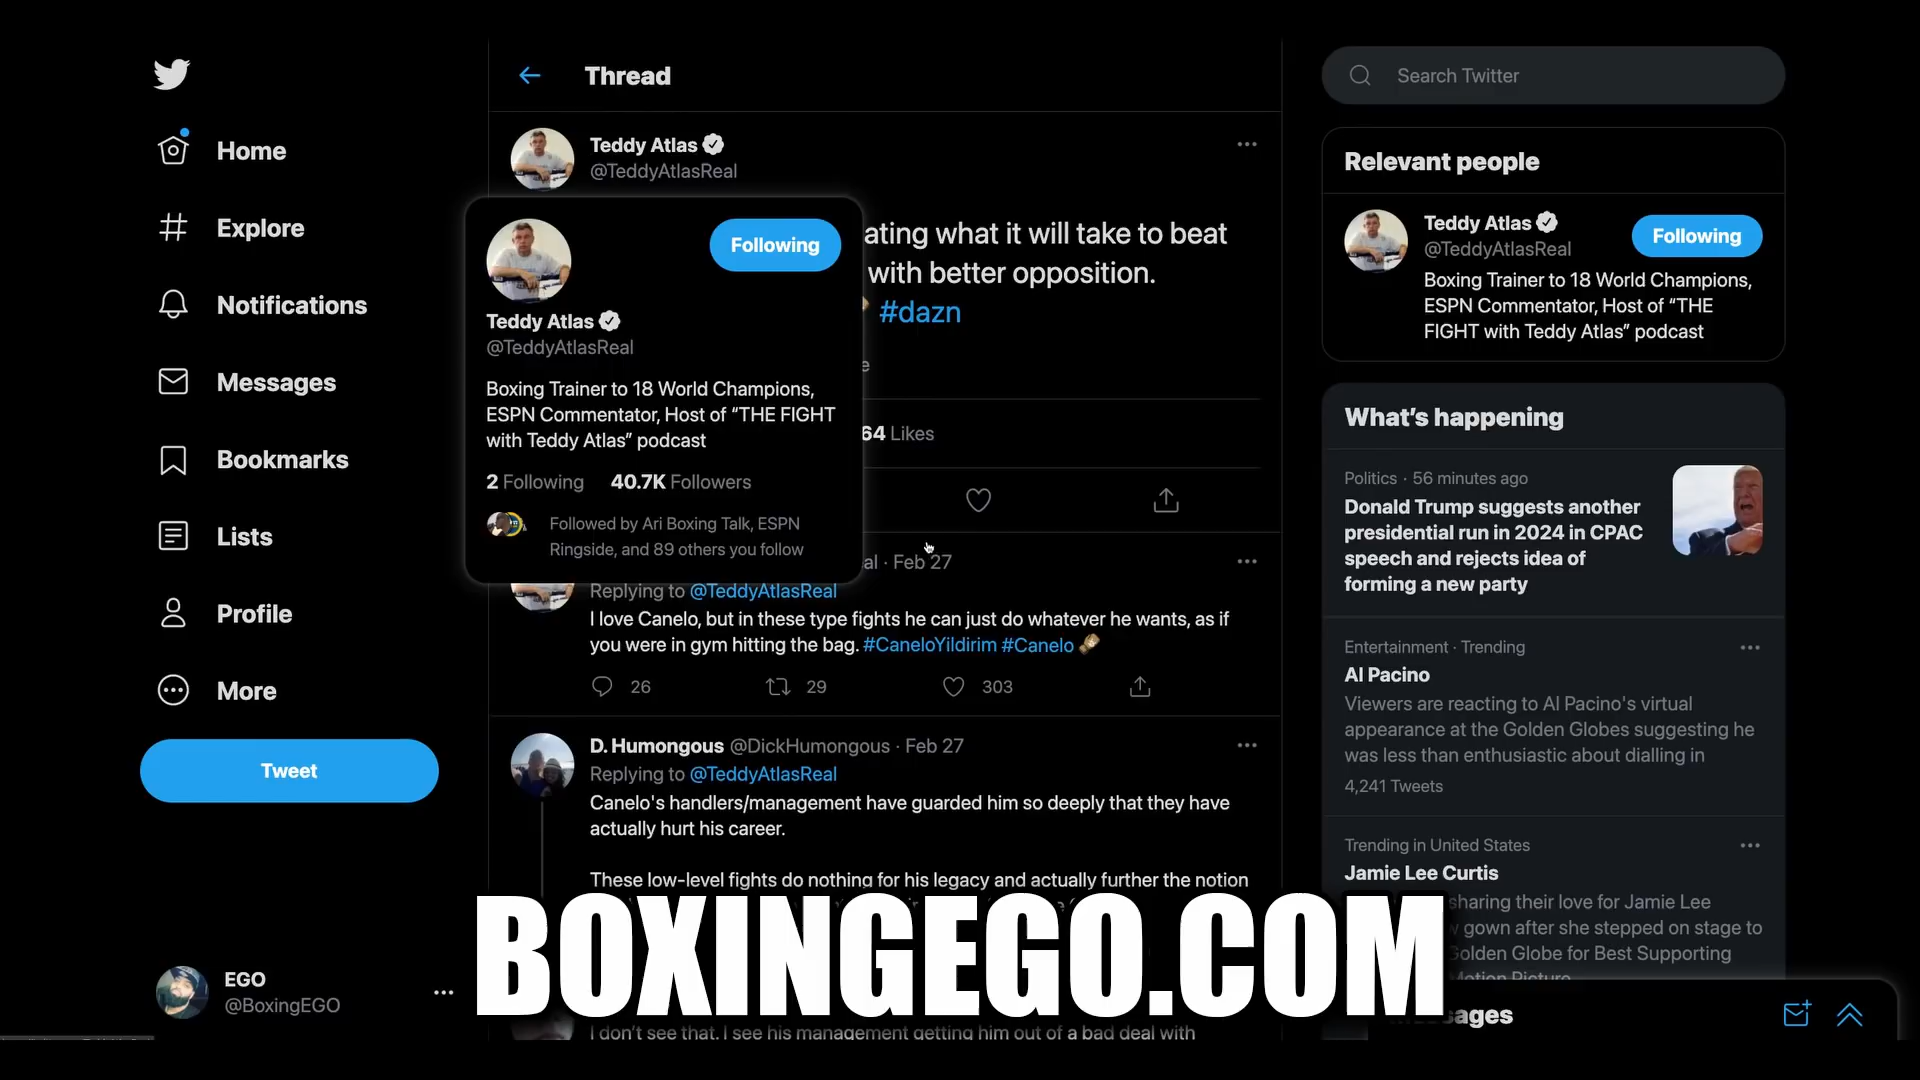 Home
Explore
Notifications
Messages
Bookmarks
Lists
Profile
More
Tweet
EGO
@BoxingEGO
Thread
Teddy Atlas
@TeddyAtlasReal
ating what it will take to beat
with better opposition.
#dazn
64 Likes
Following
Teddy Atlas
@TeddyAtlasReal
Boxing Trainer to 18 World Champions,
ESPN Commentator, Host of “THE FIGHT
with Teddy Atlas” podcast
2 Following 40.7K Followers
Followed by Ari Boxing Talk, ESPN
Ringside, and 89 others you follow
al · Feb 27
Replying to @TeddyAtlasReal
I love Canelo, but in these type fights he can just do whatever he wants, as if
you were in gym hitting the bag. #CaneloYildirim #Canelo
26 29 303
D. Humongous @DickHumongous · Feb 27
Replying to @TeddyAtlasReal
Canelo's handlers/management have guarded him so deeply that they have
actually hurt his career.
These low-level fights do nothing for his legacy and actually further the notion
I don't see that. I see his management getting him out of a bad deal with
BOXINGEGO.COM
Search Twitter
Relevant people
Teddy Atlas
@TeddyAtlasReal
Following
Boxing Trainer to 18 World Champions,
ESPN Commentator, Host of “THE
FIGHT with Teddy Atlas” podcast
What's happening
Politics · 56 minutes ago
Donald Trump suggests another
presidential run in 2024 in CPAC
speech and rejects idea of
forming a new party
Entertainment · Trending
Al Pacino
Viewers are reacting to Al Pacino's virtual
appearance at the Golden Globes suggesting he
was less than enthusiastic about dialling in
4,241 Tweets
Trending in United States
Jamie Lee Curtis
sharing their love for Jamie Lee
gown after she stepped on stage to
Golden Globe for Best Supporting
Motion Picture
sages